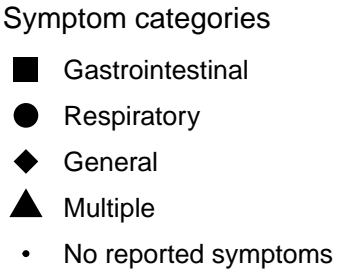 Symptom categories
Gastrointestinal
Respiratory
General
Multiple
No reported symptoms